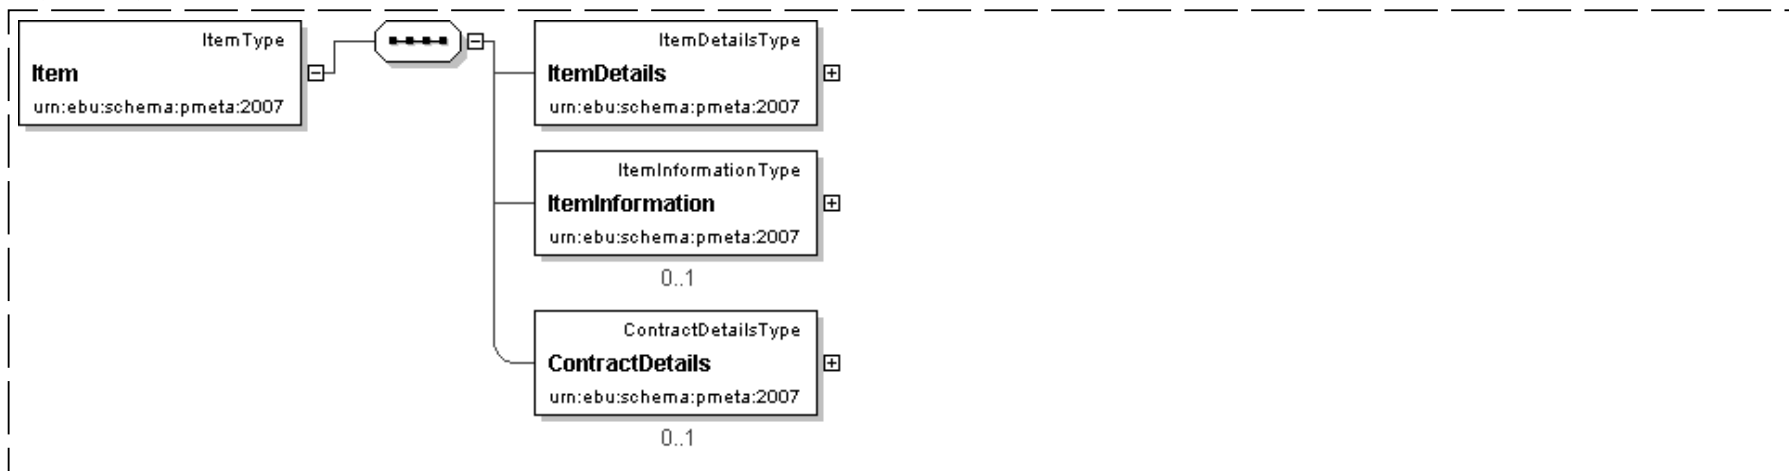 ItemType
Item
urn:ebu:schema:pmeta:2007
ItemDetailsType
ItemDetails
urn:ebu:schema:pmeta:2007
ItemInformationType
ItemInformation
urn:ebu:schema:pmeta:2007
0..1
ContractDetailsType
ContractDetails
urn:ebu:schema:pmeta:2007
0..1